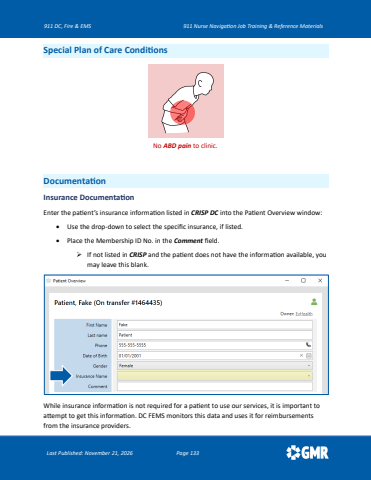 911 DC, Fire & EMS 911 Nurse Navigation Job Training & Reference Materials
Special Plan of Care Conditions
No ABD pain to clinic.
Documentation
Insurance Documentation
Enter the patient's insurance information listed in CRISP DC into the Patient Overview window:
• Use the drop-down to select the specific insurance, if listed.
• Place the Membership ID No. in the Comment field.
➢ If not listed in CRISP and the patient does not have the information available, you
may leave this blank.
Patient Overview
Patient, Fake (On transfer #1464435)
Owner:
First Name Fake
Last name Patient
Phone 555-555-5555
Date of Birth 01/01/2001
Gender Female
Insurance Name
Comment
While insurance information is not required for a patient to use our services, it is important to
attempt to get this information. DC FEMS monitors this data and uses it for reimbursements
from the insurance providers.
Last Published: November 21, 2026 Page 133
GMR